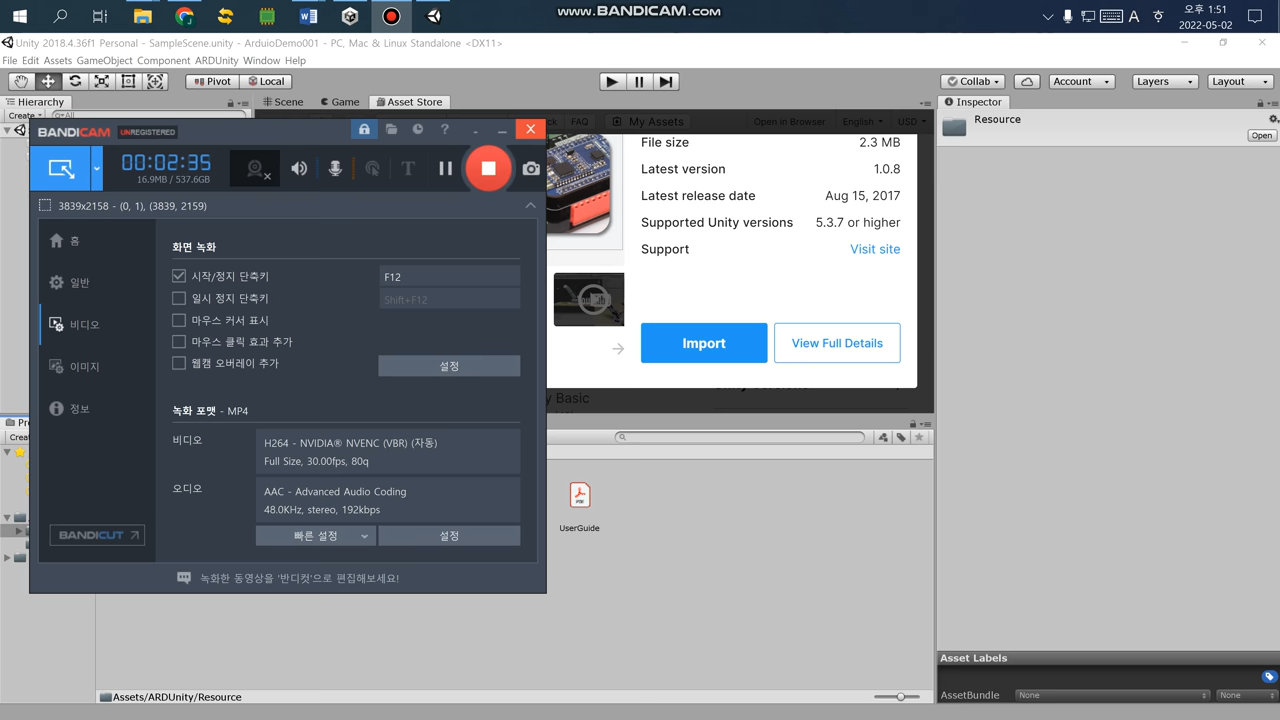 WWW.BANDICAM.COM
A
오후 1:51
2022-05-02
Unity 2018.4.36f1 Personal - SampleScene.unity - ArduioDemo001 - PC, Mac & Linux Standalone <DX11>
File Edit Assets GameObject Component ARDUnity Window Help
Pivot Local Collab Account Layers Layout
Hierarchy Scene Game Asset Store Inspector
Create All
FAQ My Assets Open in Browser English USD
Resource
Open
BANDICAM UNREGISTERED
00:02:35
16.9MB / 537.6GB
3839x2158 - (0, 1), (3839, 2159)
홈
일반
비디오
이미지
정보
BANDICUT
화면 녹화
시작/정지 단축키 F12
일시 정지 단축키 Shift+F12
마우스 커서 표시
마우스 클릭 효과 추가
웹캠 오버레이 추가 설정
녹화 포맷 - MP4
비디오
H264 - NVIDIA® NVENC (VBR) (자동)
Full Size, 30.00fps, 80q
오디오
AAC - Advanced Audio Coding
48.0KHz, stereo, 192kbps
빠른 설정 설정
녹화한 동영상을 '반디컷'으로 편집해보세요!
File size 2.3 MB
Latest version 1.0.8
Latest release date Aug 15, 2017
Supported Unity versions 5.3.7 or higher
Support Visit site
Import View Full Details
Basic
UserGuide
Assets/ARDUnity/Resource
Asset Labels
AssetBundle None None